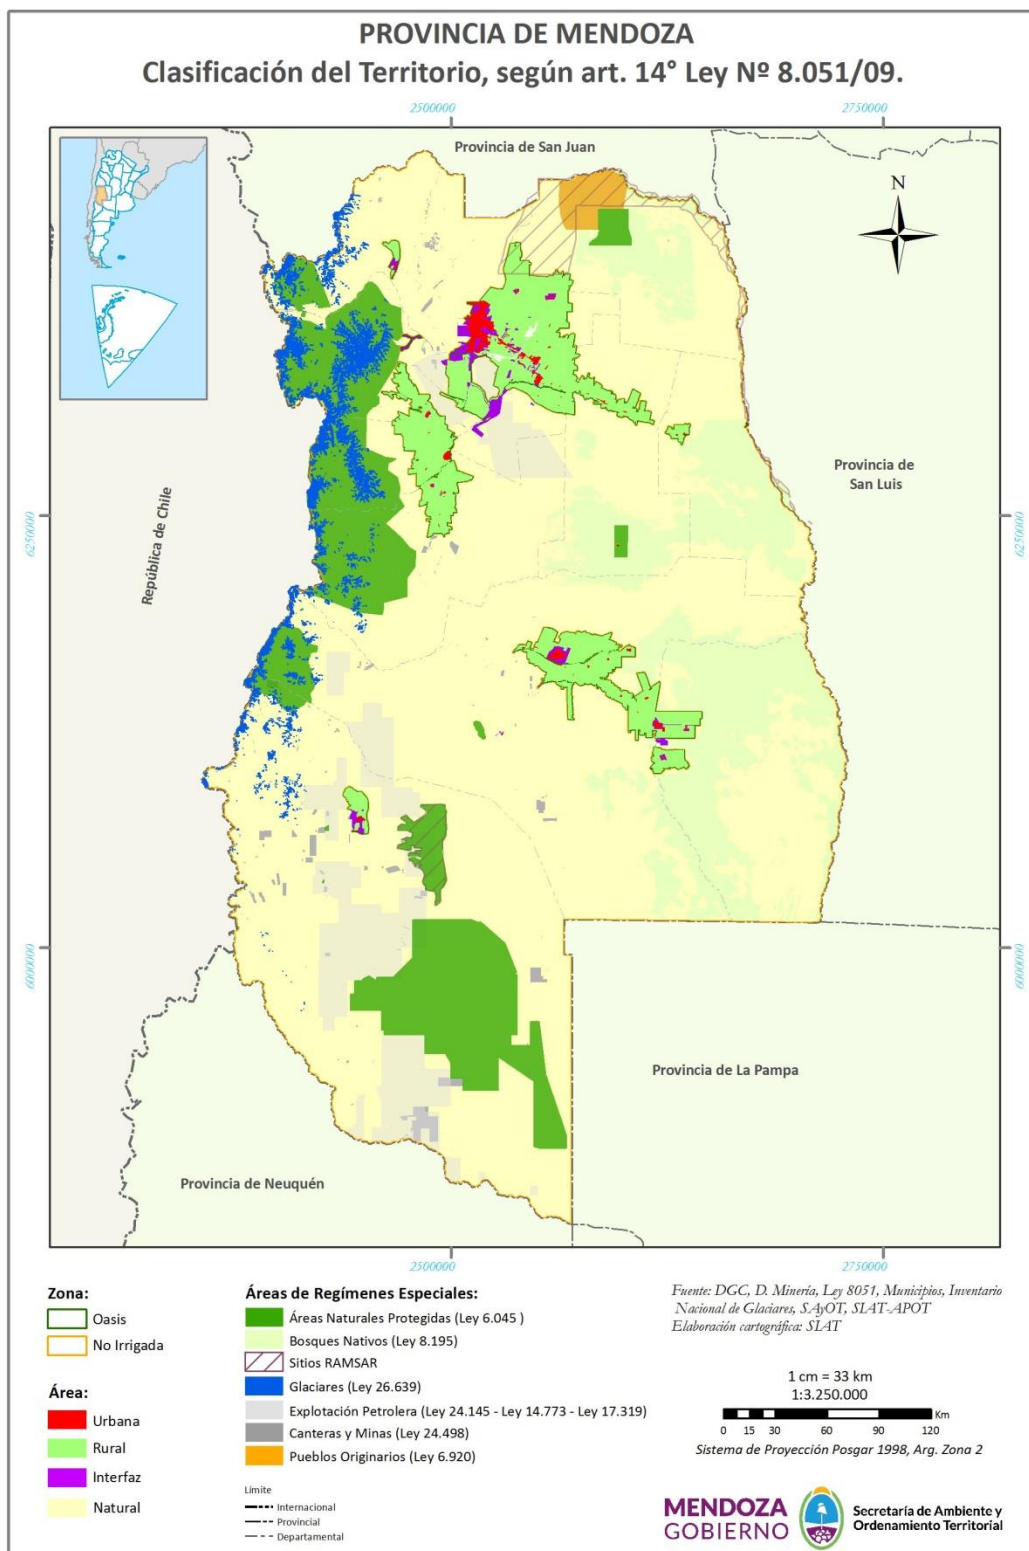 PROVINCIA DE MENDOZA
Clasificación del Territorio, según art. 14° Ley Nº 8.051/09.
2500000
2750000
Provincia de San Juan
N
Provincia de
San Luis
República de Chile
6250000
6250000
6000000
6000000
Provincia de La Pampa
Provincia de Neuquén
2500000
2750000
Zona:
Oasis
No Irrigada
Área:
Urbana
Rural
Interfaz
Natural
Áreas de Regímenes Especiales:
Áreas Naturales Protegidas (Ley 6.045 )
Bosques Nativos (Ley 8.195)
Sitios RAMSAR
Glaciares (Ley 26.639)
Explotación Petrolera (Ley 24.145 - Ley 14.773 - Ley 17.319)
Canteras y Minas (Ley 24.498)
Pueblos Originarios (Ley 6.920)
Límite
Internacional
Provincial
Departamental
Fuente: DGC, D. Minería, Ley 8051, Municipios, Inventario
Nacional de Glaciares, SAyOT, SLAT-APOT
Elaboración cartográfica: SLAT
1 cm = 33 km
1:3.250.000
Km
0 15 30 60 90 120
Sistema de Proyección Posgar 1998, Arg. Zona 2
MENDOZA
GOBIERNO
Secretaría de Ambiente y
Ordenamiento Territorial